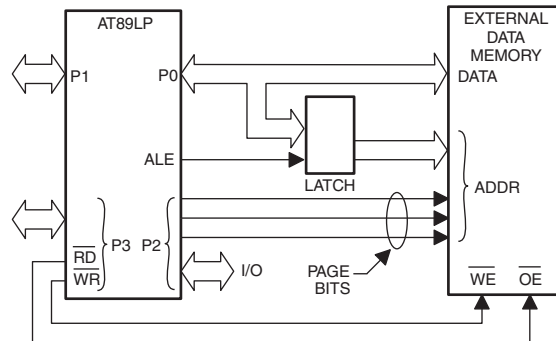 AT89LP
EXTERNAL
DATA
MEMORY
P1
P0
DATA
ALE
LATCH
ADDR
P3
P2
RD
WR
I/O
PAGE
BITS
WE
OE